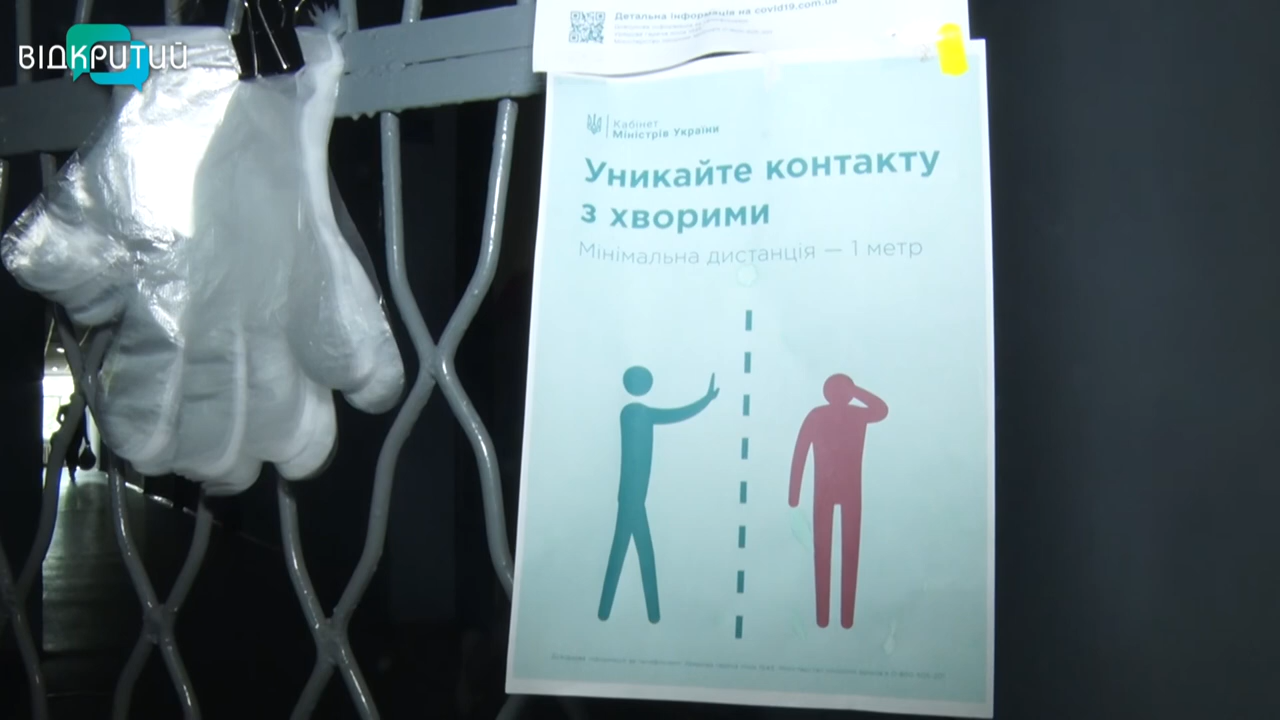 ВІДКРИТИЙ
Детальна інформація на covid19.com.ua
Кабінет
Міністрів України
Уникайте контакту
з хворими
Мінімальна дистанція — 1 метр